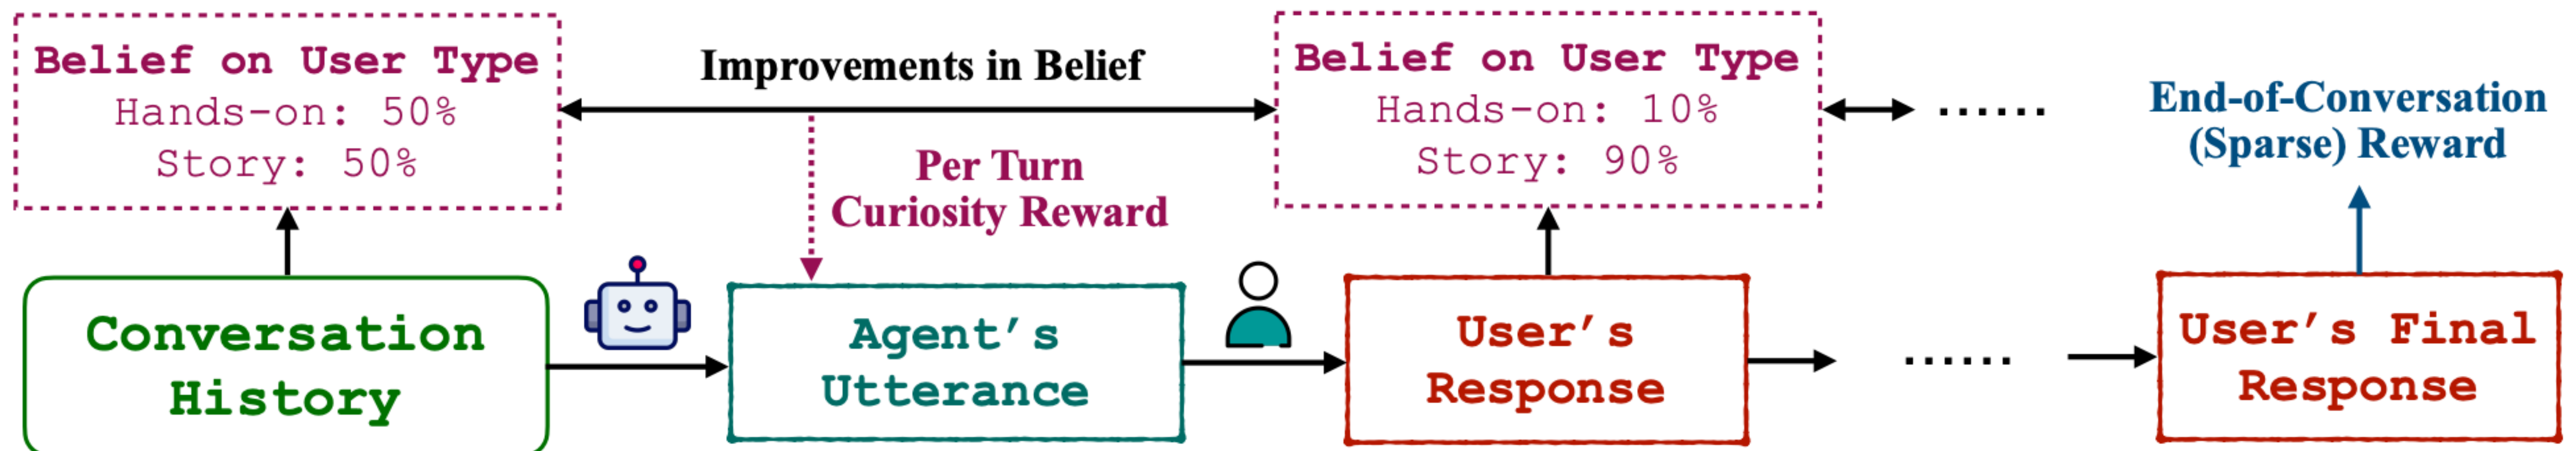 Belief on User Type
Hands-on: 50%
Story: 50%
Improvements in Belief
Per Turn
Curiosity Reward
Belief on User Type
Hands-on: 10%
Story: 90%
......
End-of-Conversation
(Sparse) Reward
Conversation
History
Agent's
Utterance
User's
Response
......
User's Final
Response